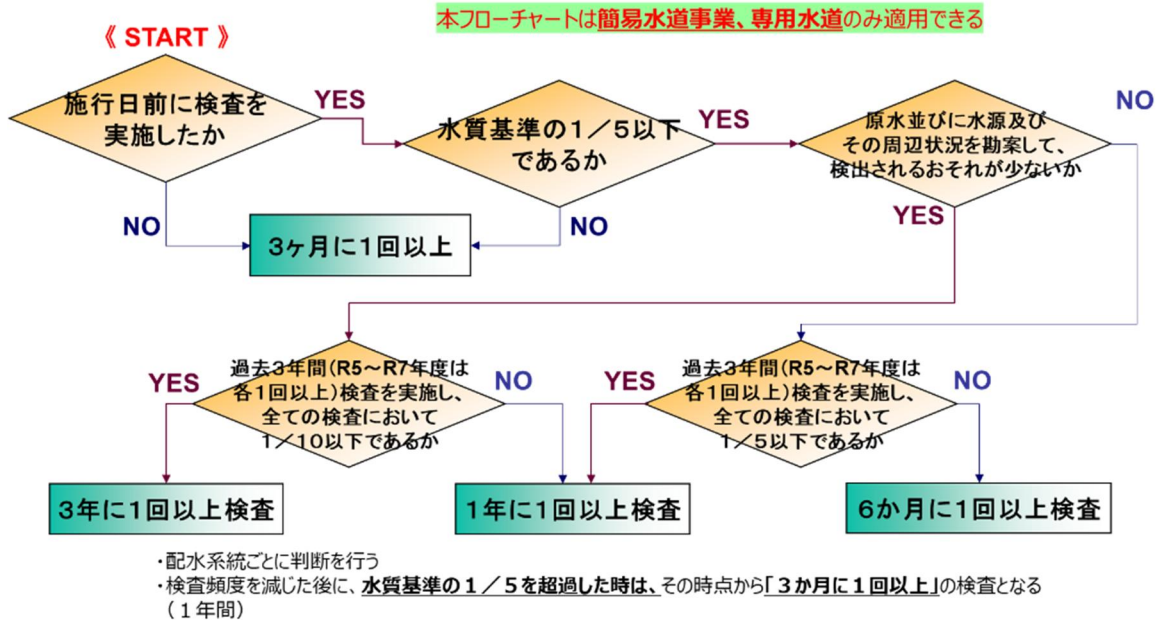 本フローチャートは簡易水道事業、専用水道のみ適用できる
《 START 》
施行日前に検査を
実施したか
YES
NO
水質基準の1/5以下
であるか
YES
NO
原水並びに水源及び
その周辺状況を勘案して、
検出されるおそれが少ないか
NO
YES
3ヶ月に1回以上
過去3年間(R5~R7年度は
各1回以上)検査を実施し、
全ての検査において
1/10以下であるか
YES
NO
過去3年間(R5~R7年度は
各1回以上)検査を実施し、
全ての検査において
1/5以下であるか
YES
NO
3年に1回以上検査
1年に1回以上検査
6か月に1回以上検査
・配水系統ごとに判断を行う
・検査頻度を減じた後に、水質基準の1/5を超過した時は、その時点から「3か月に1回以上」の検査となる
(1年間)